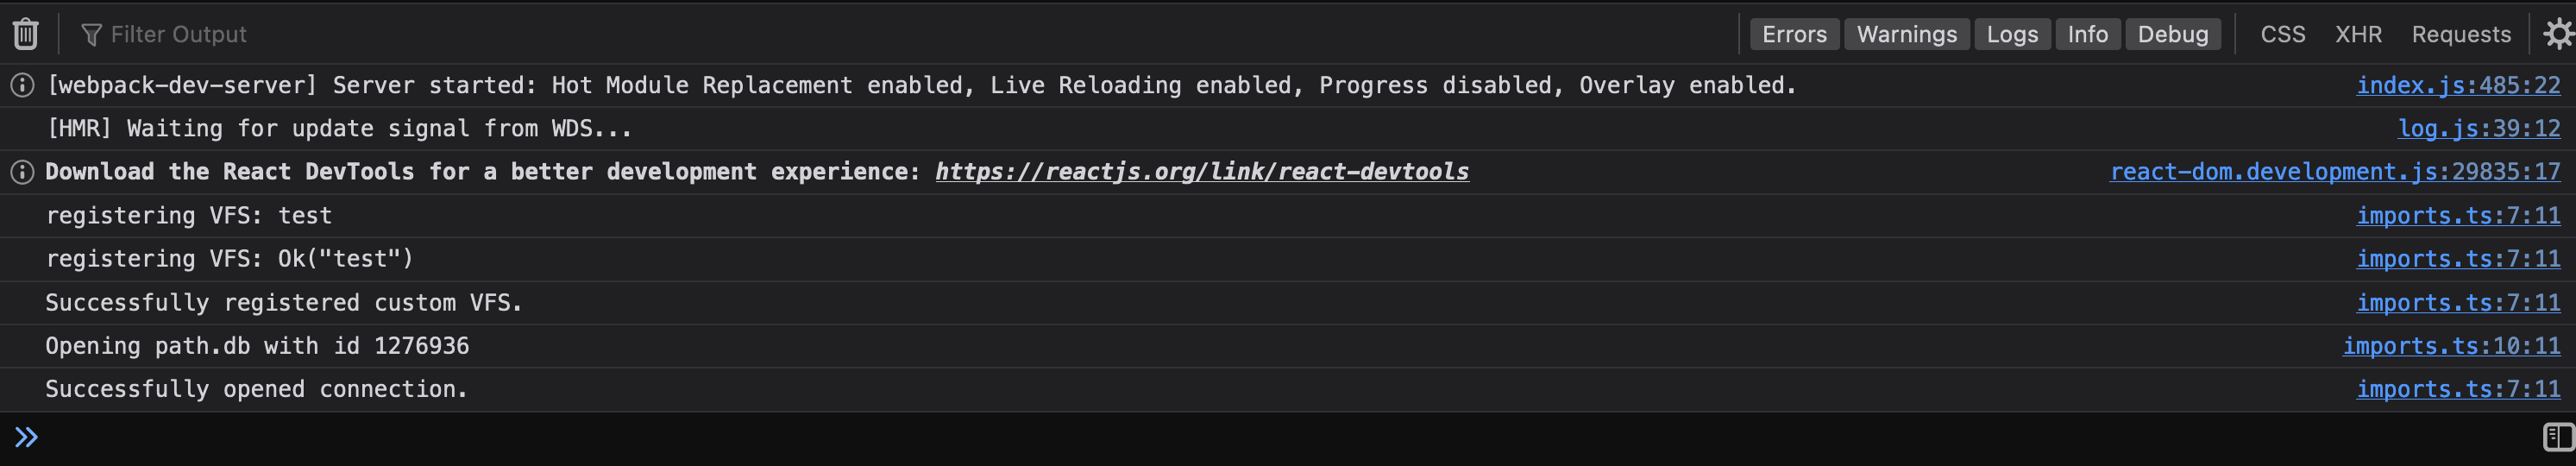 Filter Output Errors Warnings Logs Info Debug CSS XHR Requests
[webpack-dev-server] Server started: Hot Module Replacement enabled, Live Reloading enabled, Progress disabled, Overlay enabled. index.js:485:22
[HMR] Waiting for update signal from WDS... log.js:39:12
Download the React DevTools for a better development experience: https://reactjs.org/link/react-devtools react-dom.development.js:29835:17
registering VFS: test imports.ts:7:11
registering VFS: Ok("test") imports.ts:7:11
Successfully registered custom VFS. imports.ts:7:11
Opening path.db with id 1276936 imports.ts:10:11
Successfully opened connection. imports.ts:7:11